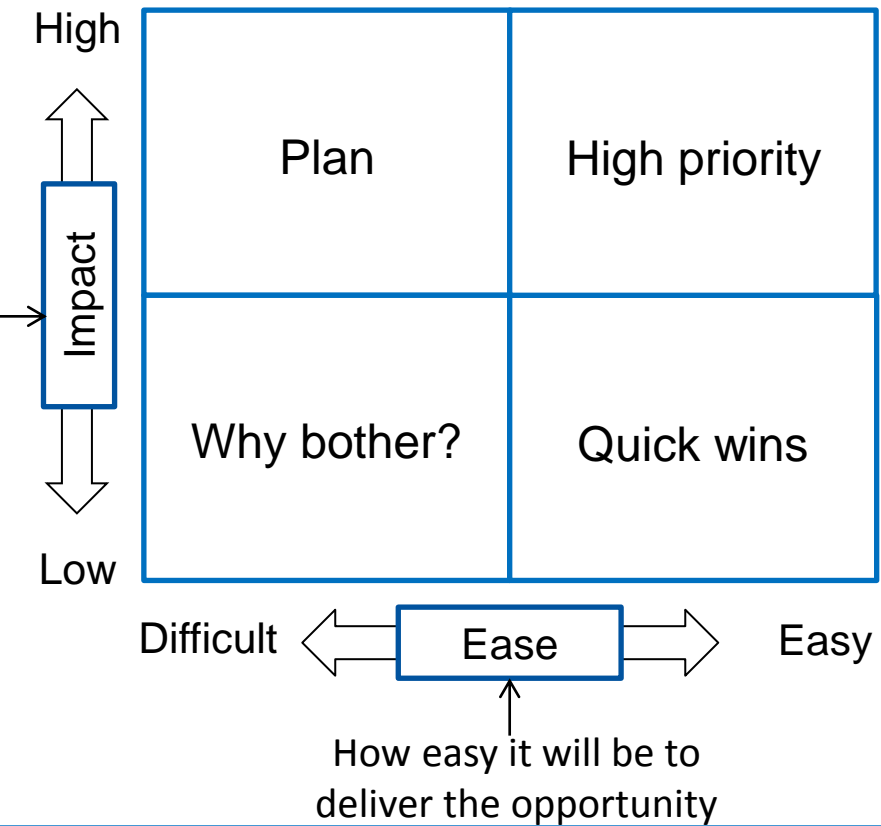 High
Plan
High priority
Impact
Why bother?
Quick wins
Low
Difficult
Ease
Easy
How easy it will be to
deliver the opportunity